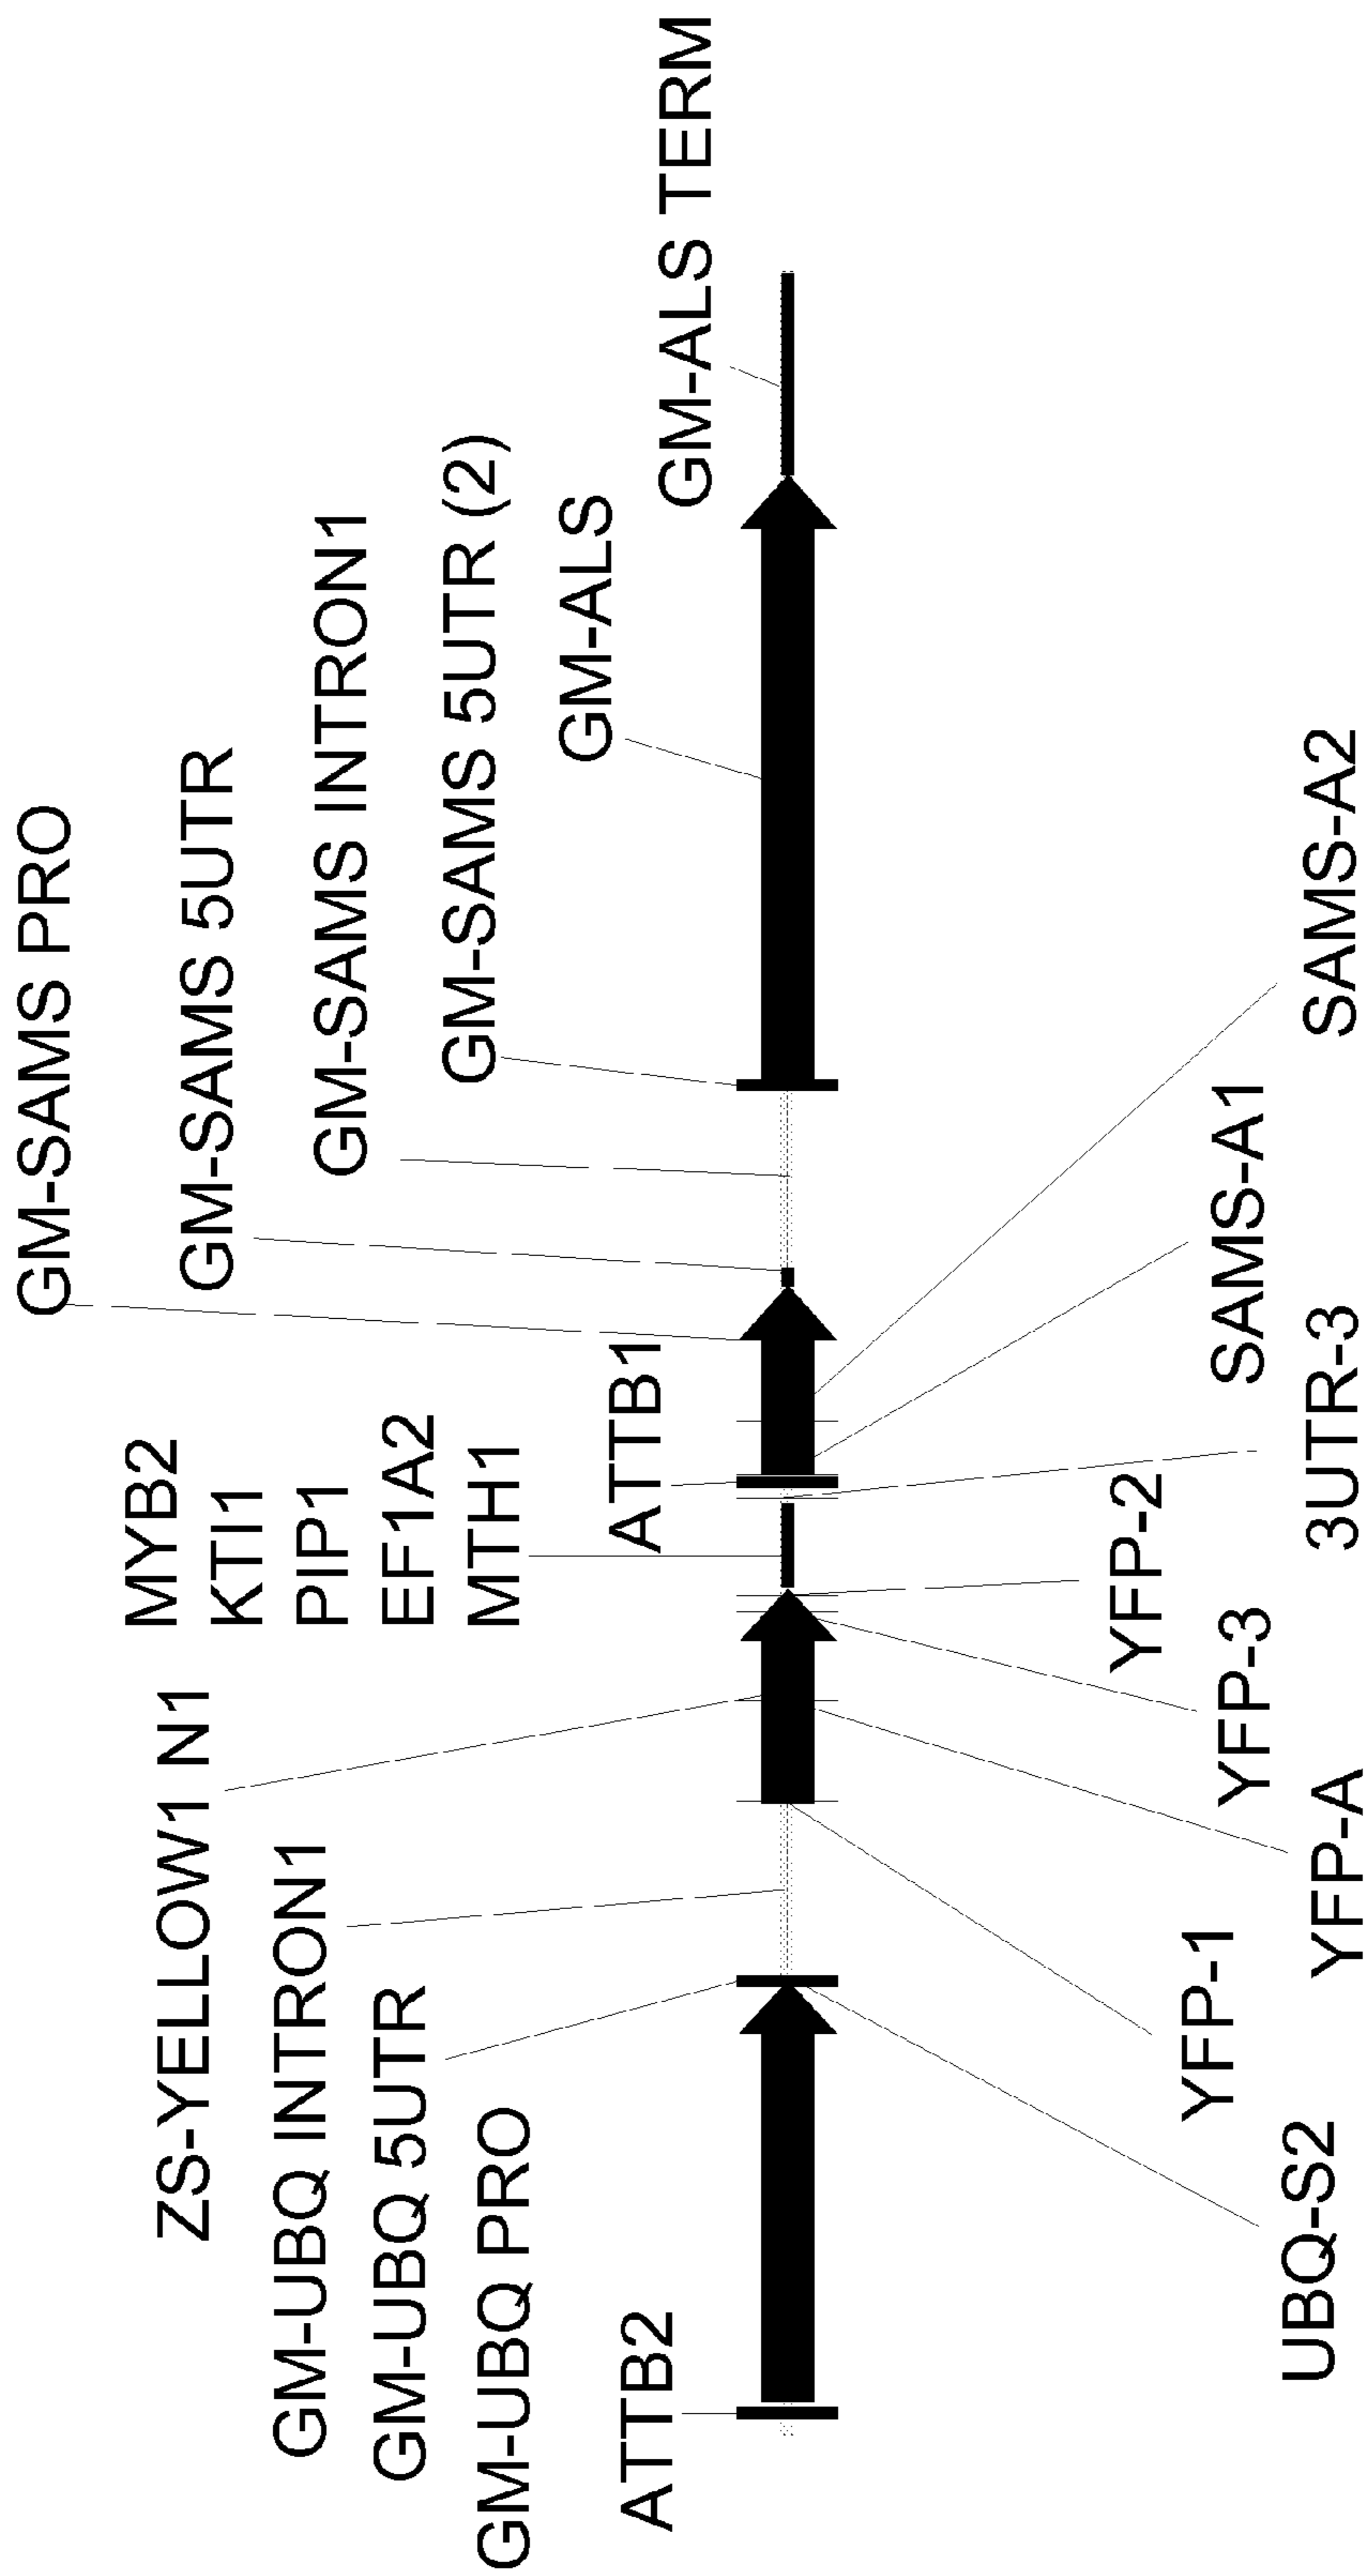 GM-SAMS PRO
GM-SAMS 5UTR
GM-SAMS INTRON1
GM-SAMS 5UTR (2)
GM-ALS
GM-ALS TERM
MYB2
KTI1
PIP1
EF1A2
MTH1
ATTB1
ZS-YELLOW1 N1
GM-UBQ INTRON1
GM-UBQ 5UTR
GM-UBQ PRO
ATTB2
UBQ-S2
YFP-1
YFP-A
YFP-3
YFP-2
3UTR-3
SAMS-A1
SAMS-A2